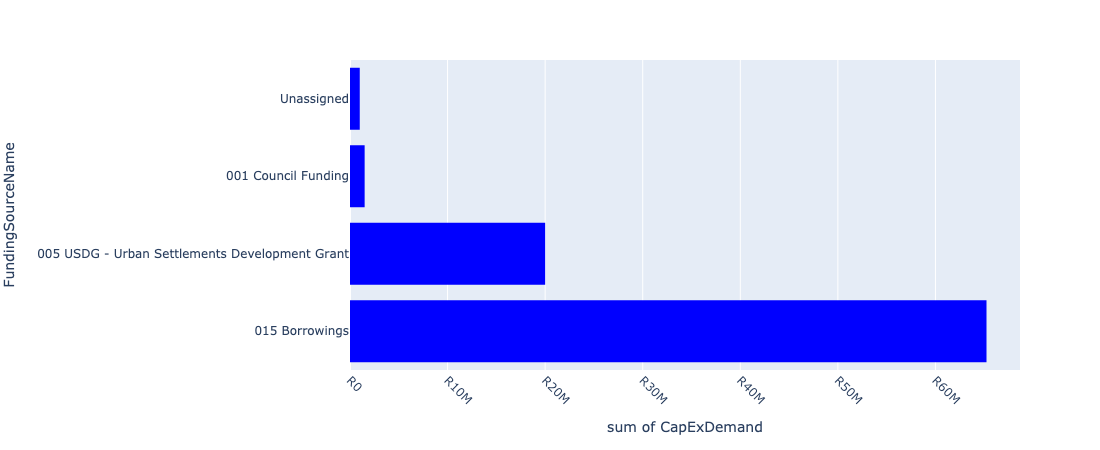 FundingSourceName
Unassigned
001 Council Funding
005 USDG - Urban Settlements Development Grant
015 Borrowings
R0
R10M
R20M
R30M
R40M
R50M
R60M
sum of CapExDemand